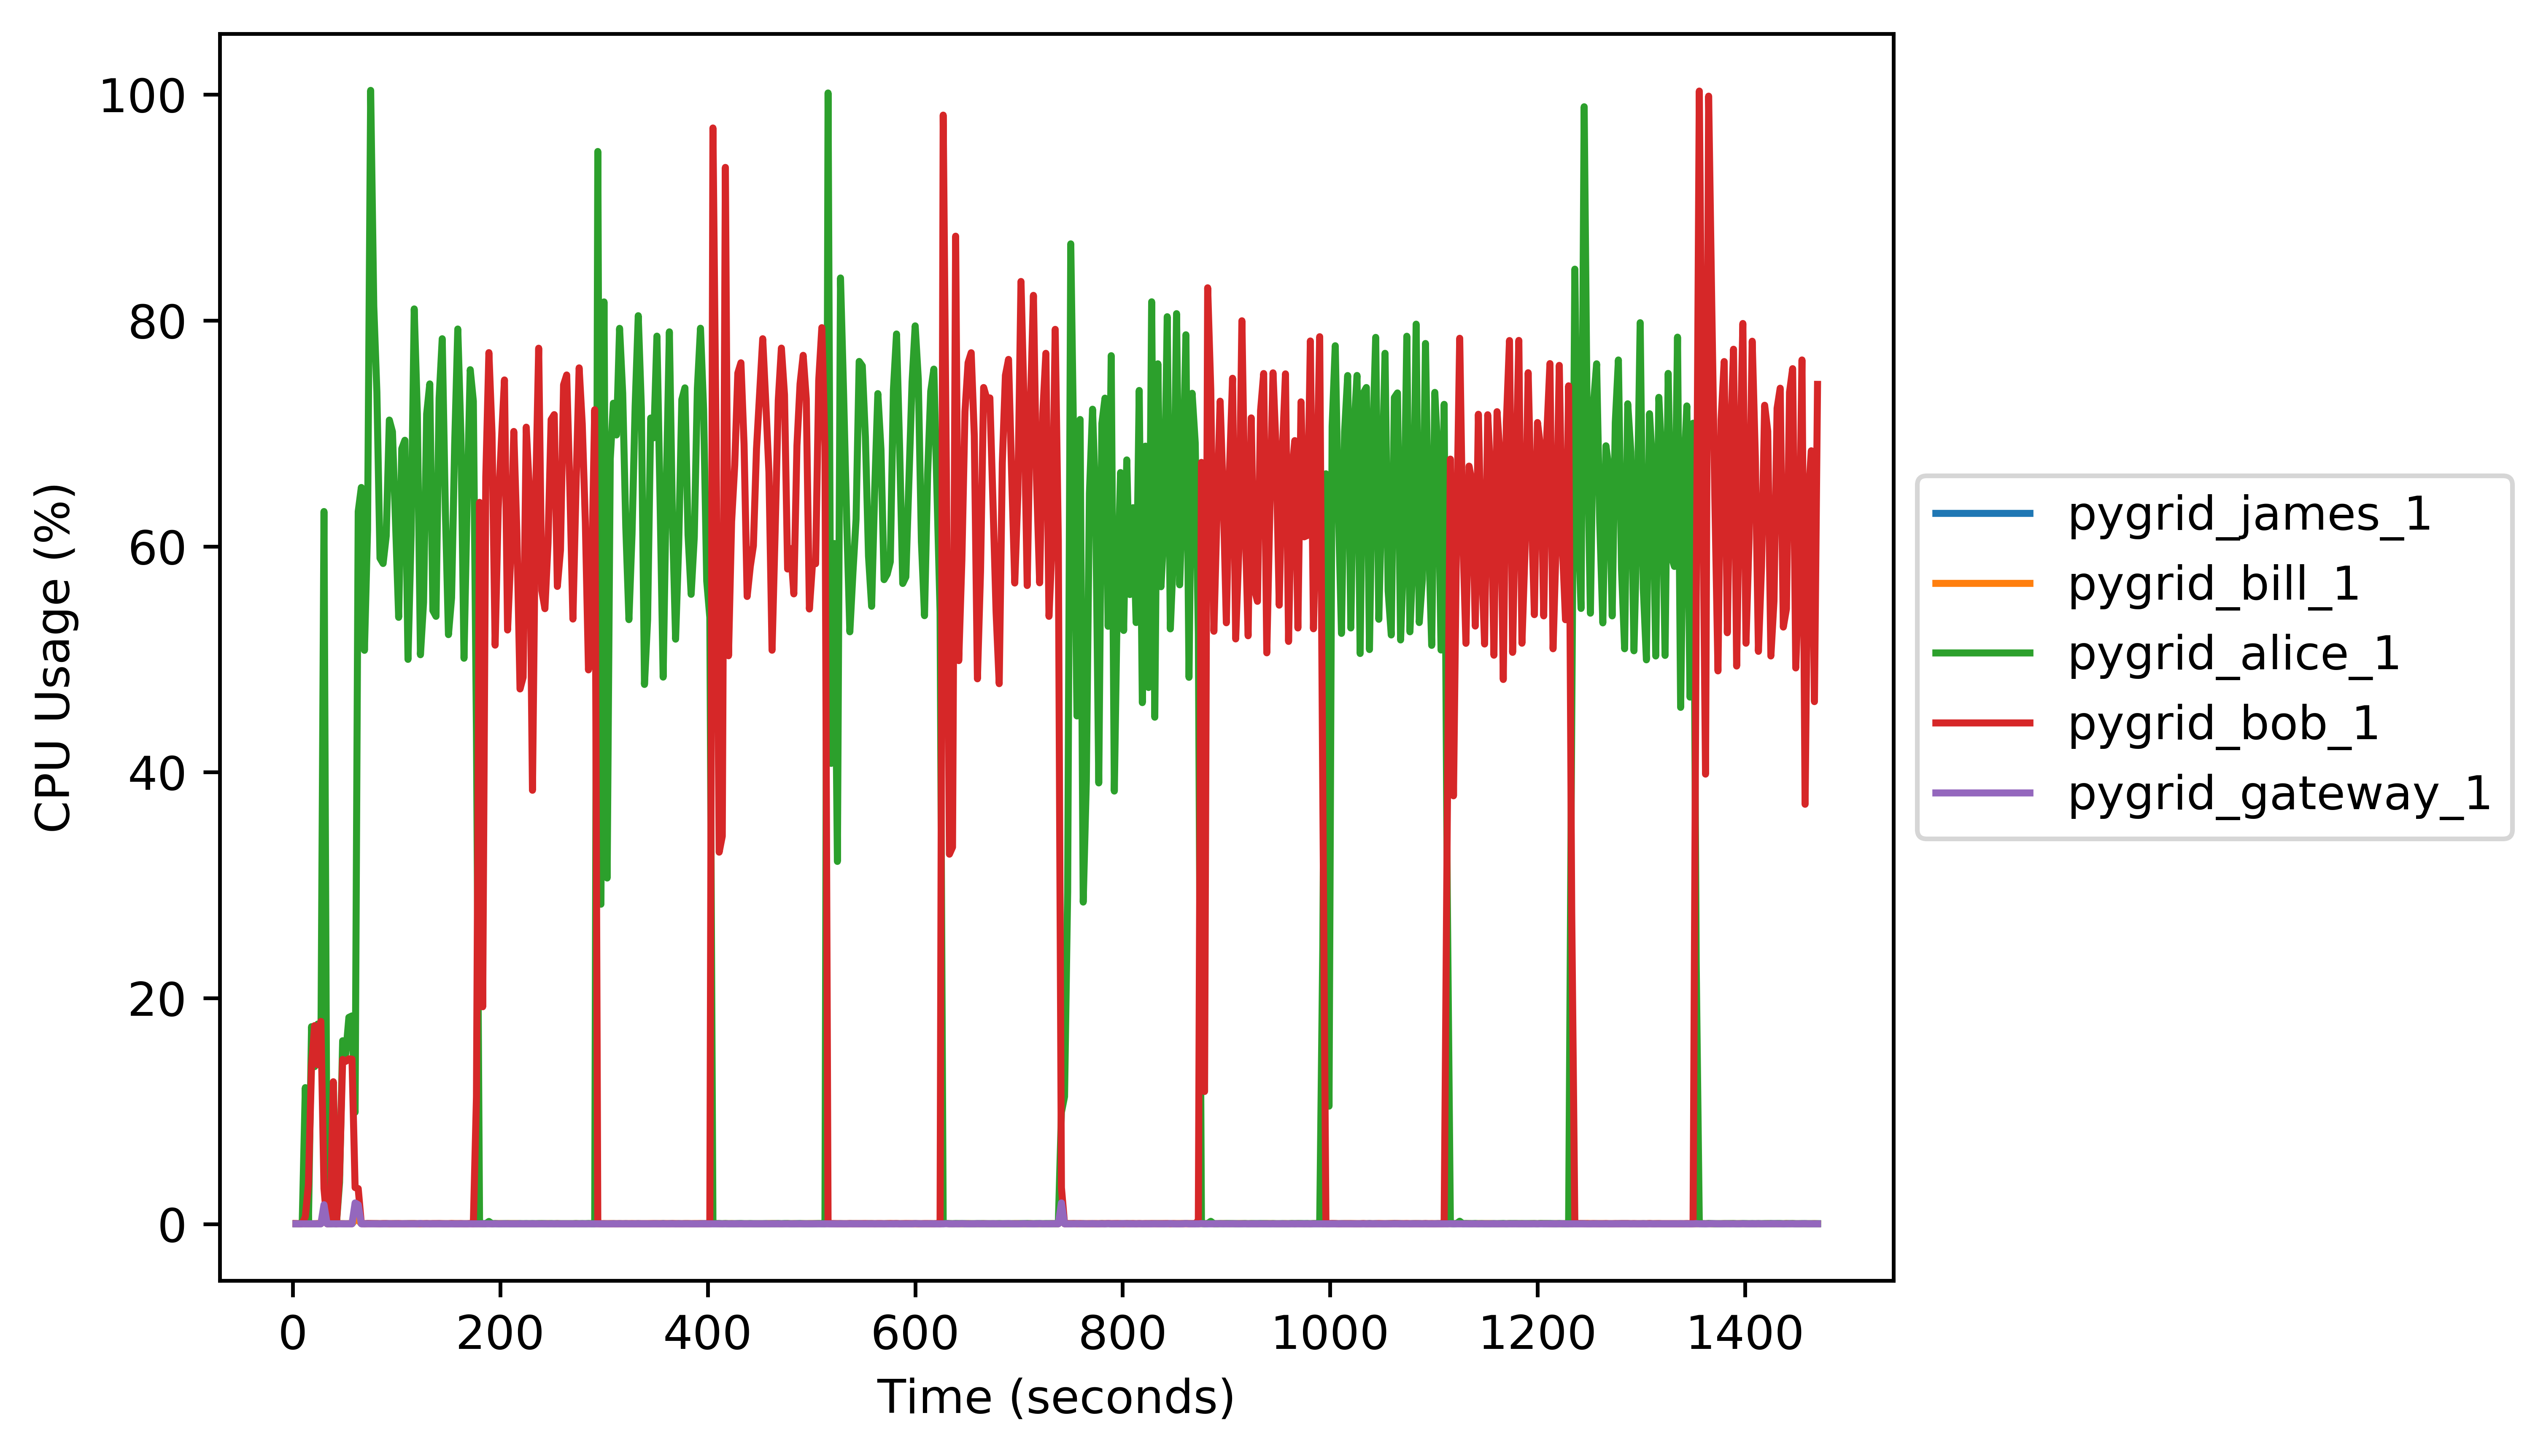 100
80
60
40
20
0
CPU Usage (%)
0 200 400 600 800 1000 1200 1400
Time (seconds)
pygrid_james_1
pygrid_bill_1
pygrid_alice_1
pygrid_bob_1
pygrid_gateway_1